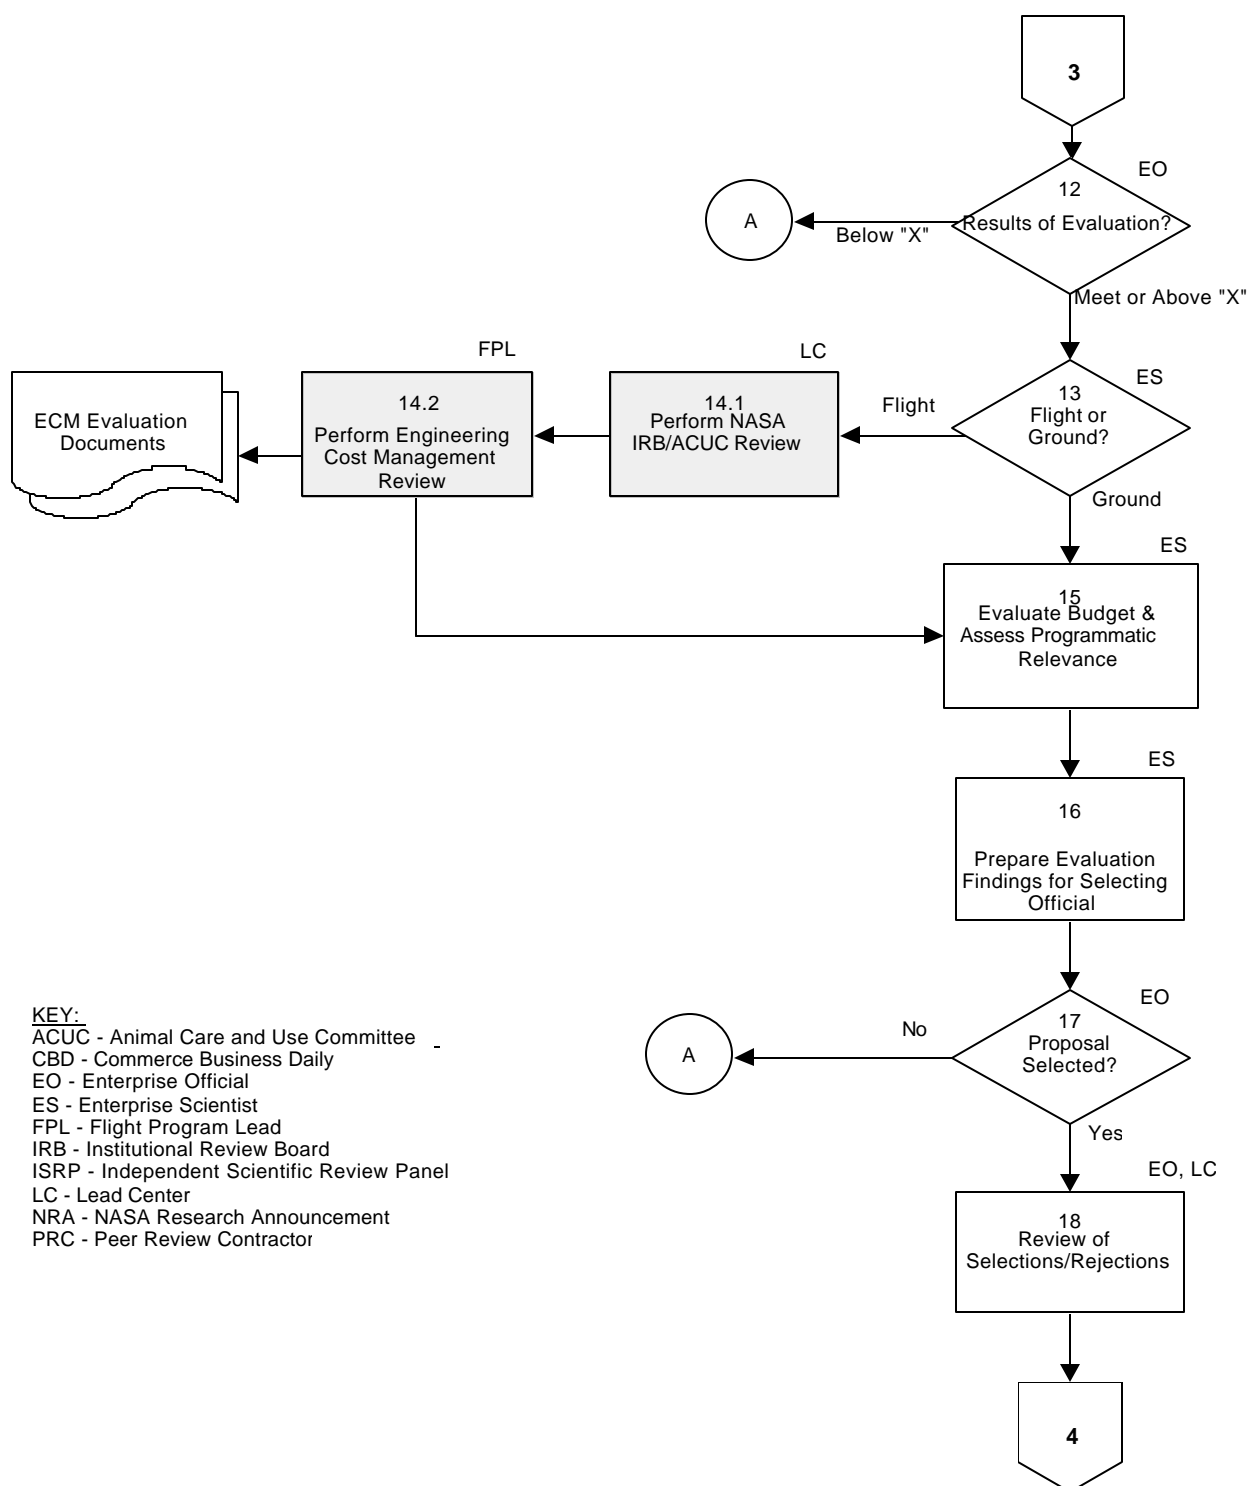 3
EO
12
Results of Evaluation?
A
Below "X"
Meet or Above "X"
FPL
LC
ES
13
Flight or
Ground?
Flight
Ground
14.1
Perform NASA
IRB/ACUC Review
14.2
Perform Engineering
Cost Management
Review
ECM Evaluation
Documents
ES
15
Evaluate Budget &
Assess Programmatic
Relevance
ES
16
Prepare Evaluation
Findings for Selecting
Official
EO
17
Proposal
Selected?
No
A
Yes
EO, LC
18
Review of
Selections/Rejections
4
KEY:
ACUC - Animal Care and Use Committee
CBD - Commerce Business Daily
EO - Enterprise Official
ES - Enterprise Scientist
FPL - Flight Program Lead
IRB - Institutional Review Board
ISRP - Independent Scientific Review Panel
LC - Lead Center
NRA - NASA Research Announcement
PRC - Peer Review Contractor